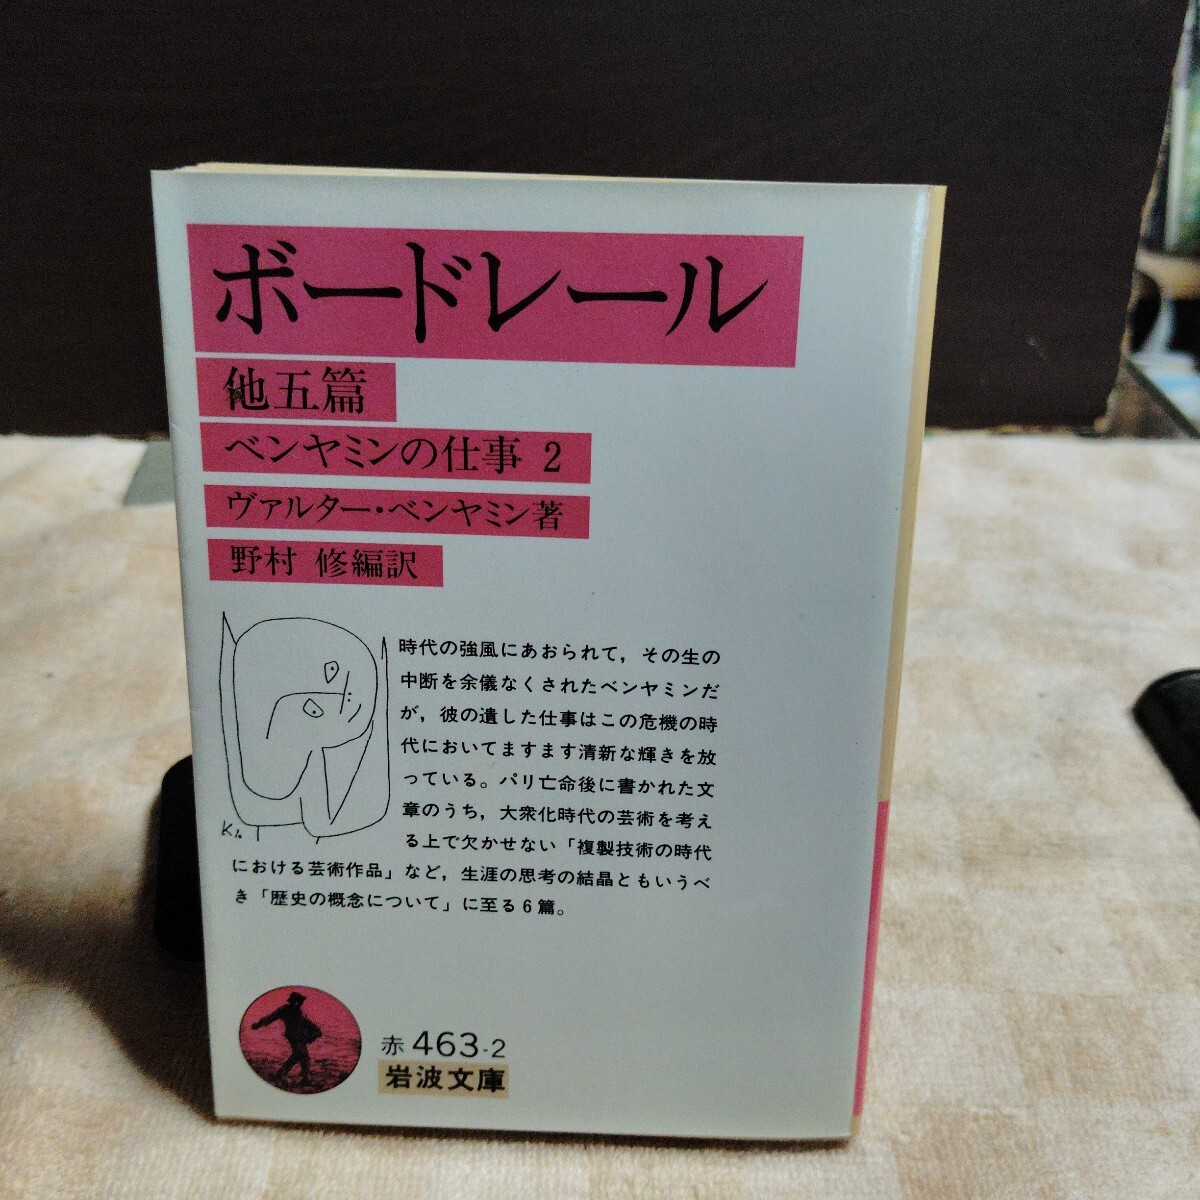 ボードレール
他五篇
ベンヤミンの仕事 2
ヴァルター・ベンヤミン著
野村 修編訳
時代の強風にあおられて，その生の
中断を余儀なくされたベンヤミンだ
が，彼の遺した仕事はこの危機の時
代においてますます清新な輝きを放
っている。パリ亡命後に書かれた文
章のうち，大衆化時代の芸術を考え
る上で欠かせない「複製技術の時代
における芸術作品」など，生涯の思考の結晶ともいうべ
き「歴史の概念について」に至る6篇。
赤 463-2
岩波文庫